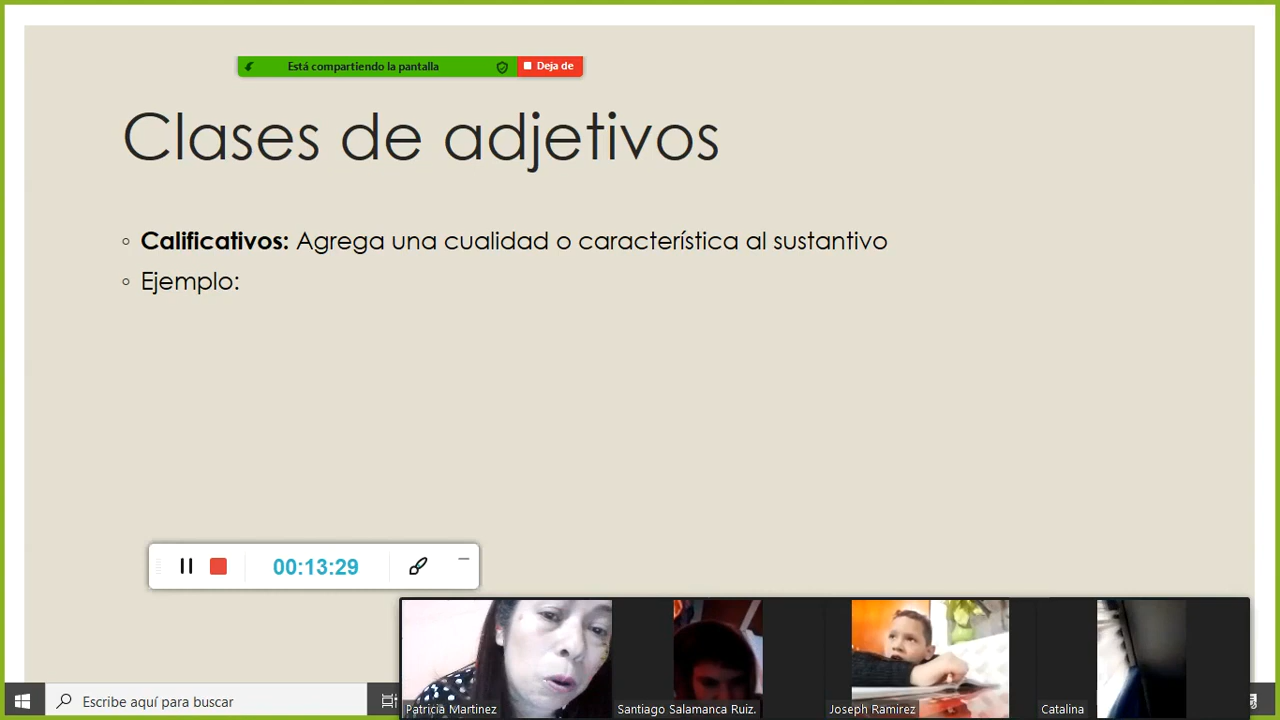 Está compartiendo la pantalla
Deja de
Clases de adjetivos
Calificativos: Agrega una cualidad o característica al sustantivo
Ejemplo:
00:13:29
Patricia Martinez
Santiago Salamanca Ruiz.
Joseph Ramirez
Catalina
Escribe aquí para buscar